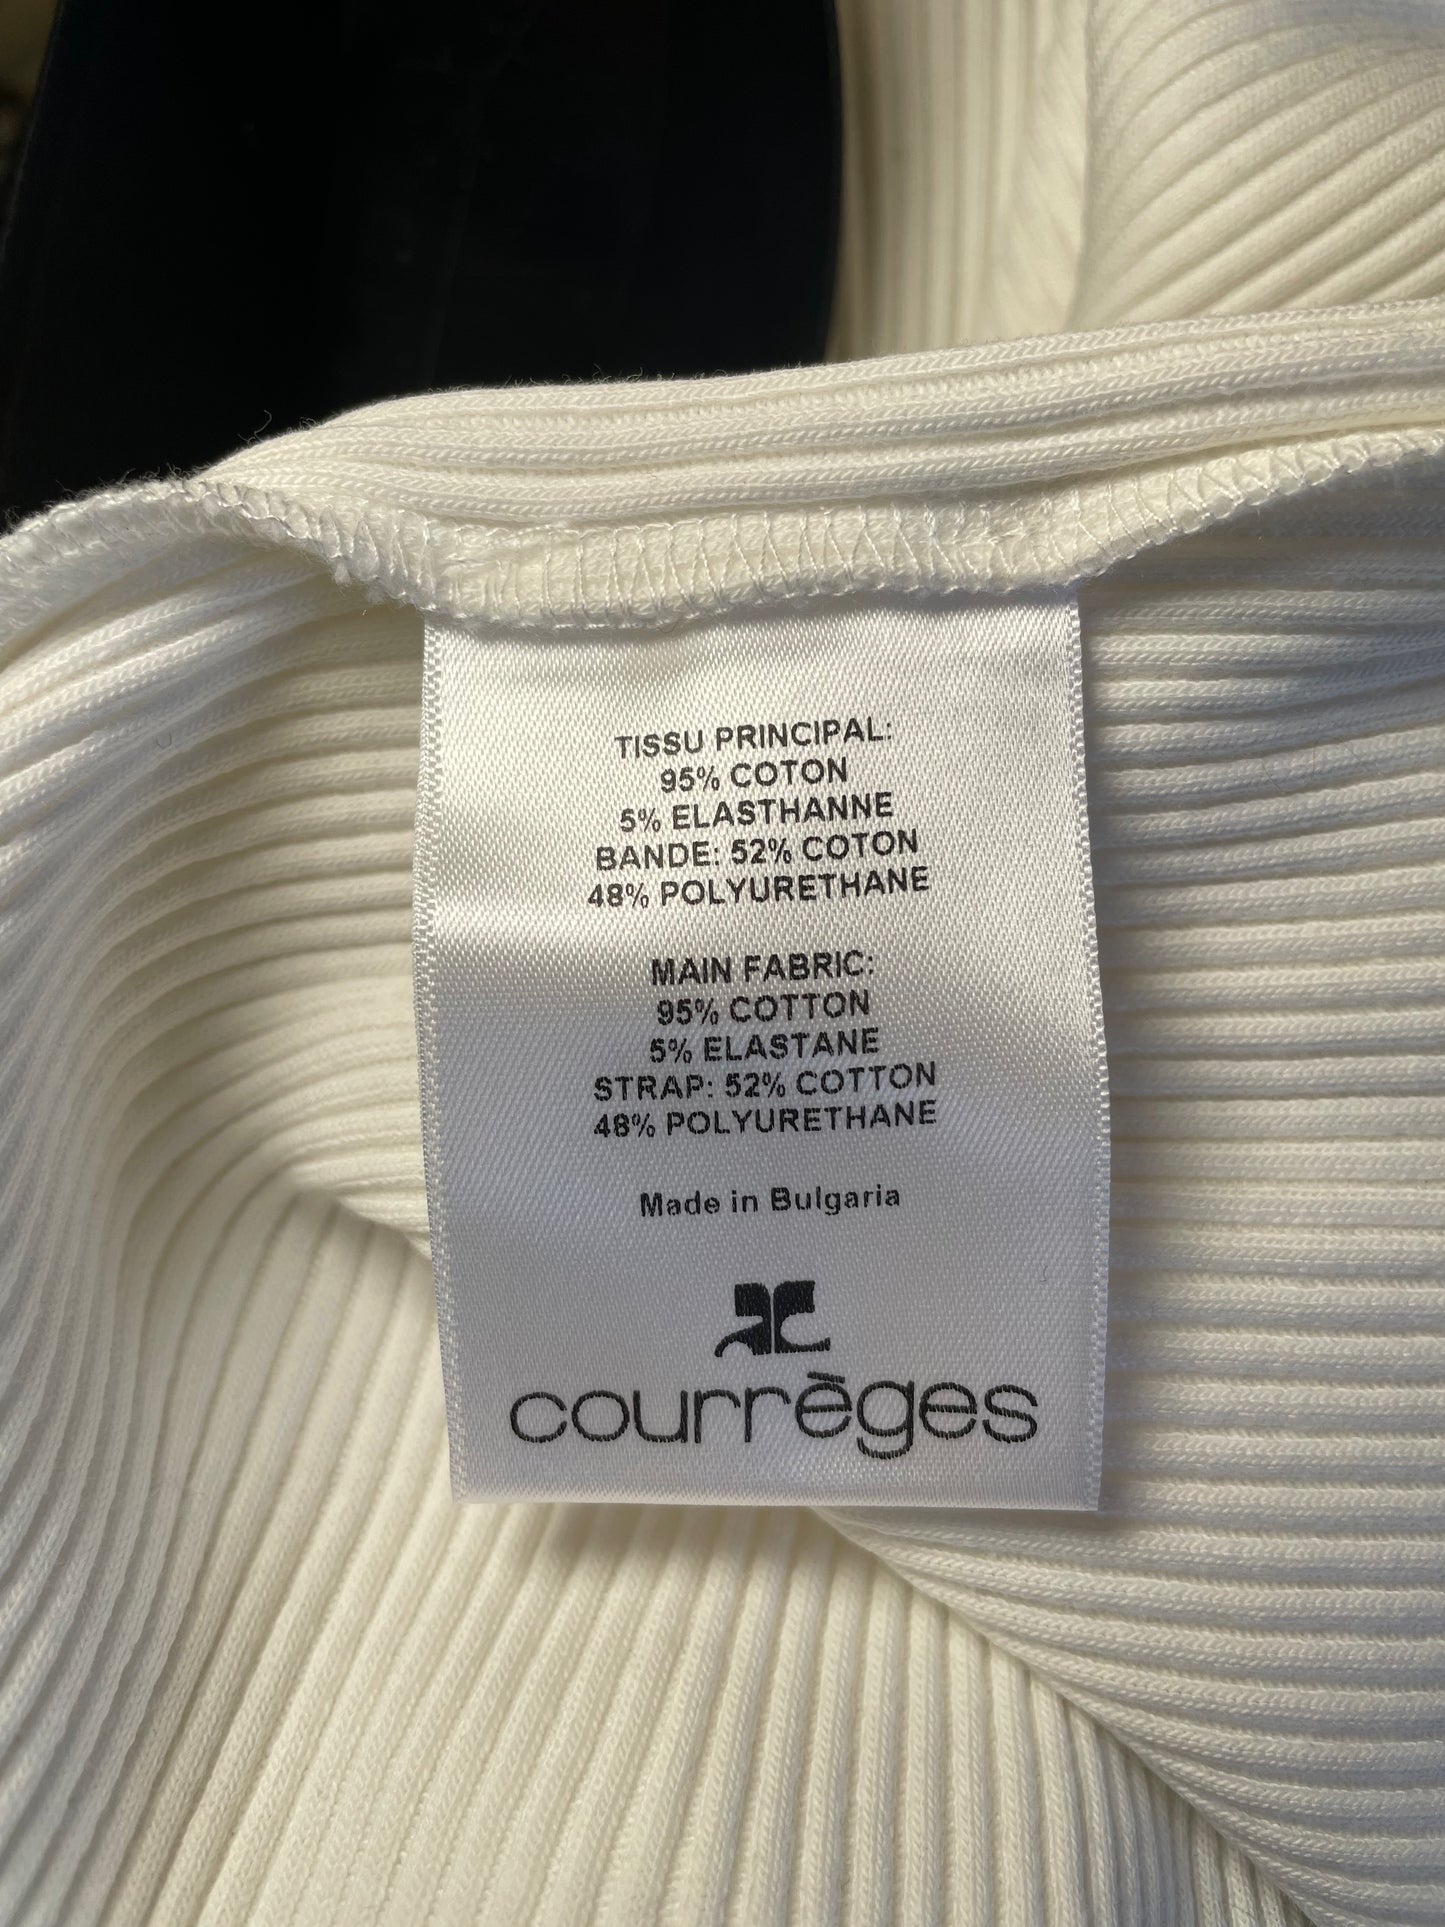 TISSU PRINCIPAL:
95% COTON
5% ELASTHANNE
BANDE: 52% COTON
48% POLYURETHANE
MAIN FABRIC:
95% COTTON
5% ELASTANE
STRAP: 52% COTTON
48% POLYURETHANE
Made in Bulgaria
courrèges